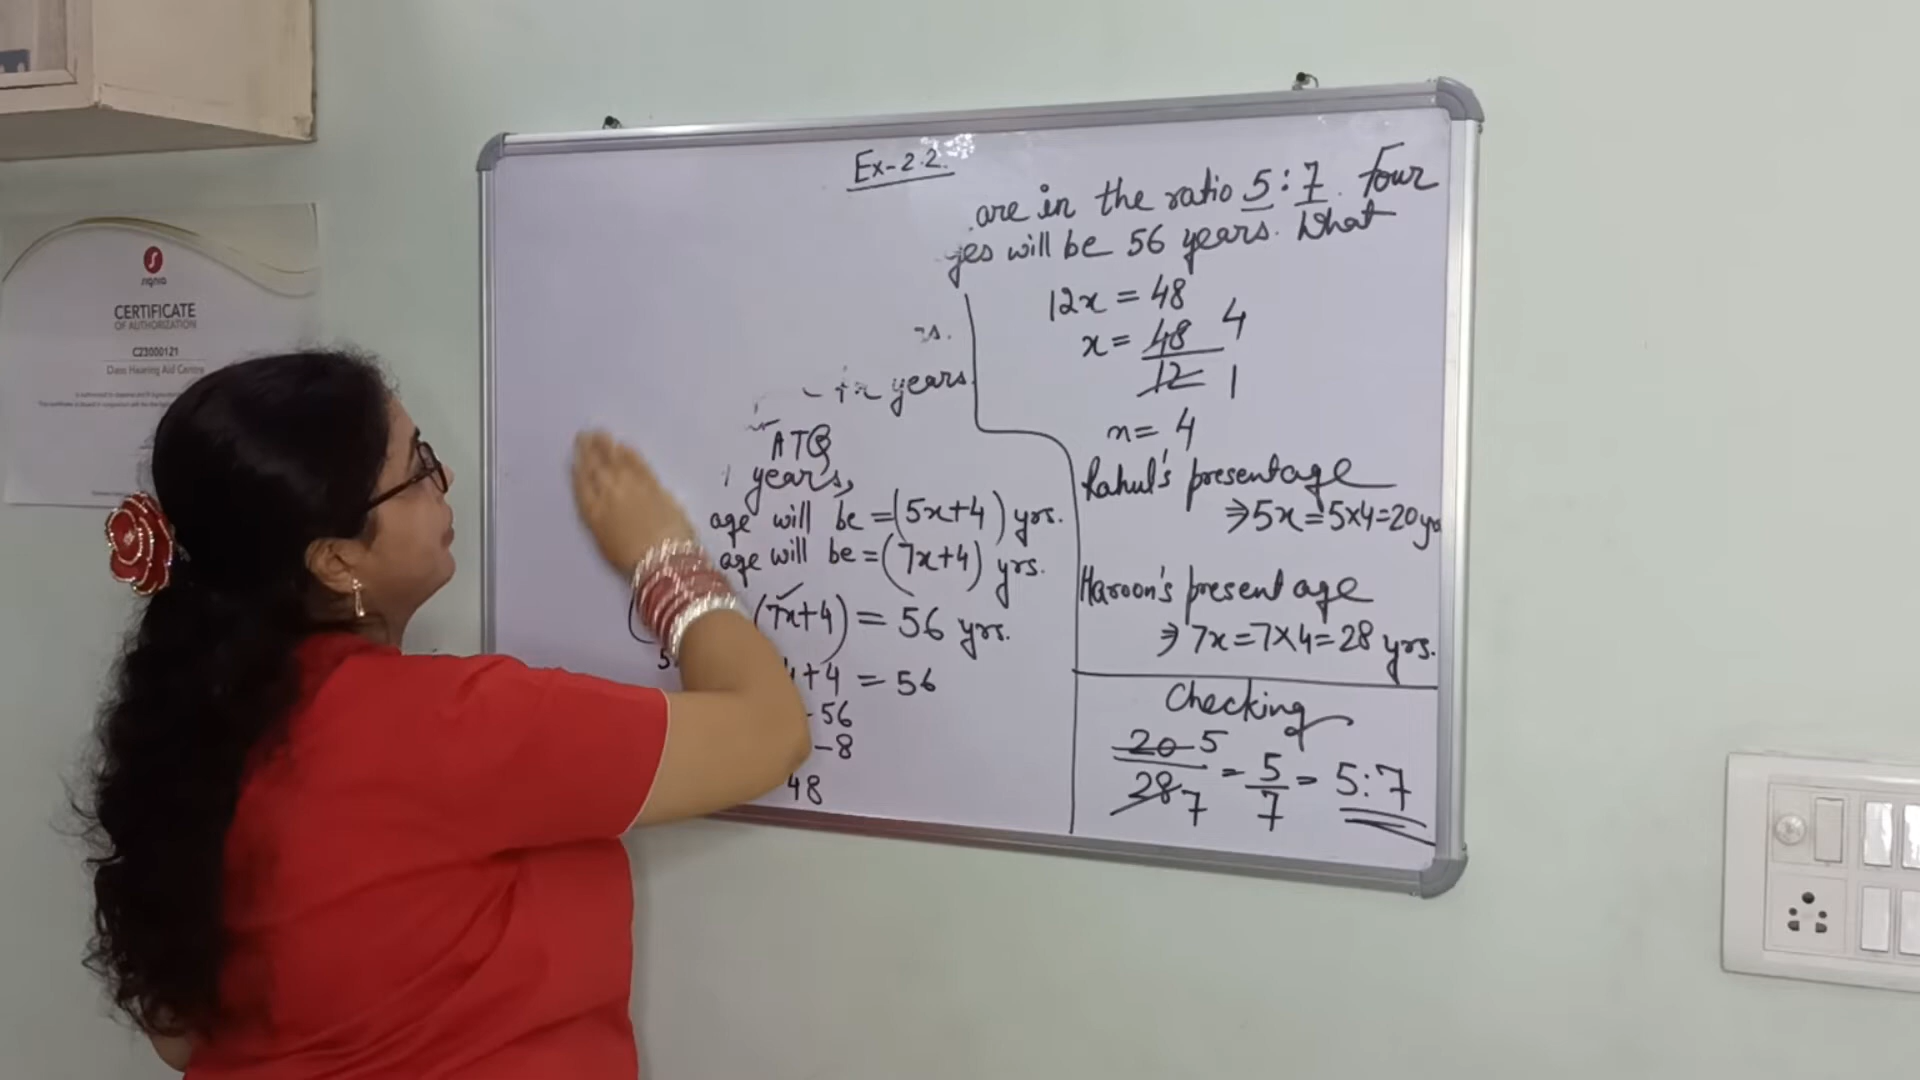 Ex-2.2.
are in the ratio 5:7. Four
ges will be 56 years. What
rs.
years.
ATQ
years,
age will be = (5x+4) yrs.
age will be = (7x+4) yrs.
(7x+4) = 56 yrs.
+4 = 56
56
-8
48
12x = 48
x = 48 4
12 1
x = 4
Rahul's present age
⇒ 5x = 5×4=20 yr
Haroon's present age
⇒ 7x=7×4=28 yrs.
Checking
20 5
28 7
= 5/7 = 5:7
signia
CERTIFICATE
OF AUTHORIZATION
C23000121
Dass Hearing Aid Centre